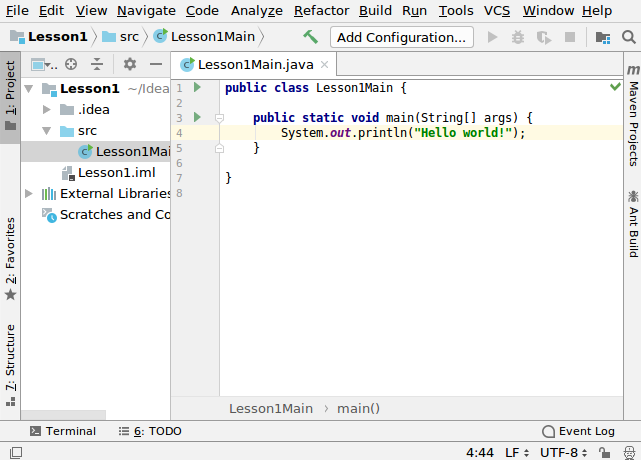 File Edit View Navigate Code Analyze Refactor Build Run Tools VCS Window Help
Lesson1 src Lesson1Main Add Configuration...
1: Project
2: Favorites
7: Structure
Lesson1 ~/Idea
.idea
src
Lesson1Mai
Lesson1.iml
External Libraries
Scratches and Co
Lesson1Main.java
1 public class Lesson1Main {
2
3 public static void main(String[] args) {
4 System.out.println("Hello world!");
5 }
6
7 }
8
Lesson1Main › main()
m Maven Projects
Ant Build
Terminal 6: TODO Event Log
4:44 LF UTF-8